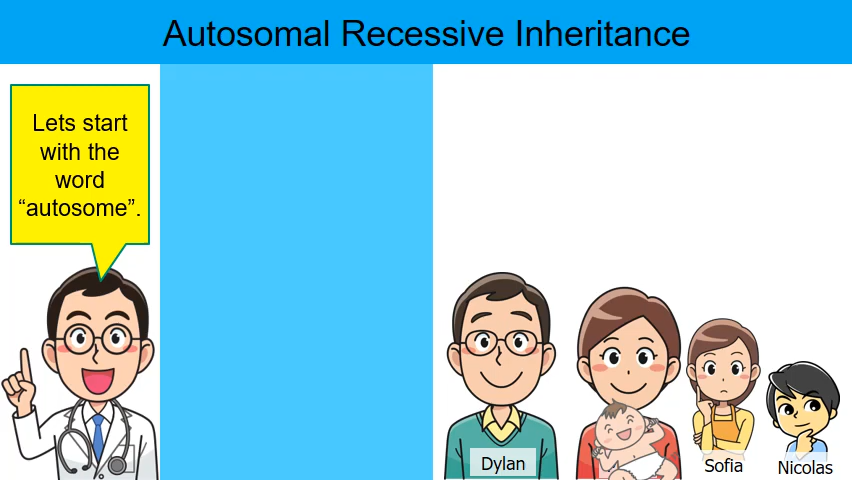 Autosomal Recessive Inheritance
Lets start
with the
word
“autosome”.
Dylan
Sofia
Nicolas